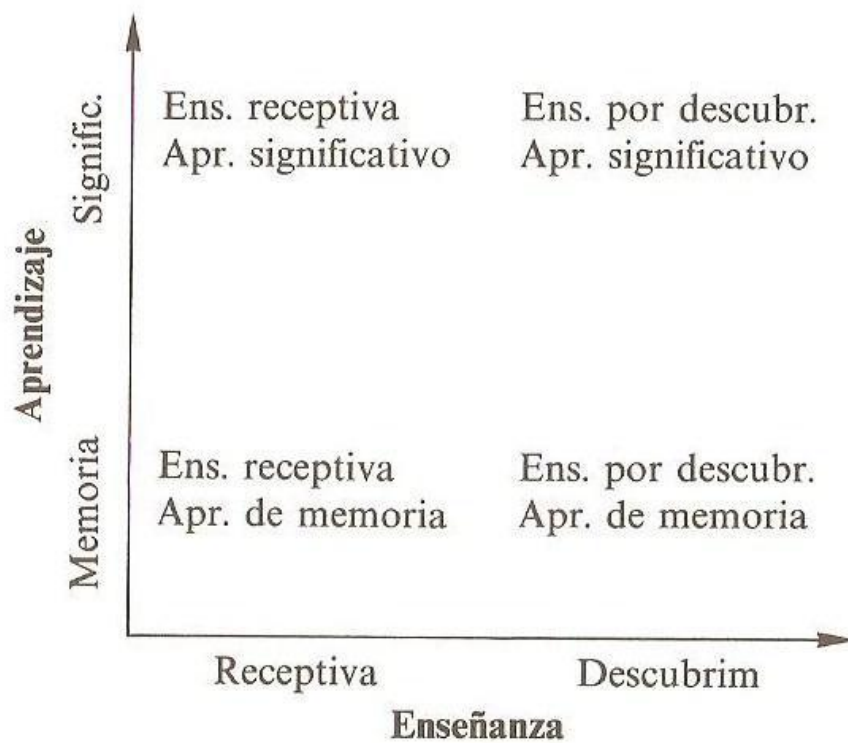 Ens. receptiva
Apr. significativo
Ens. por descubr.
Apr. significativo
Signific.
Aprendizaje
Memoria
Ens. receptiva
Apr. de memoria
Ens. por descubr.
Apr. de memoria
Receptiva
Descubrim
Enseñanza